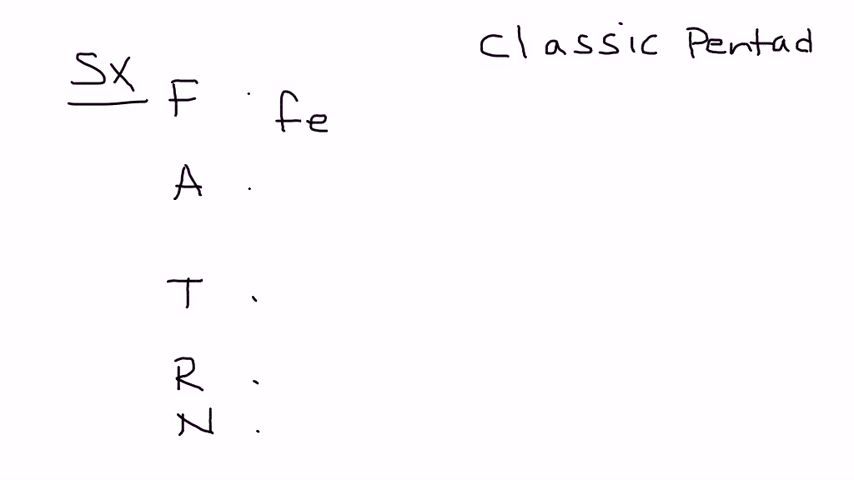 Classic Pentad
Sx F . fe
A .
T .
R .
N .